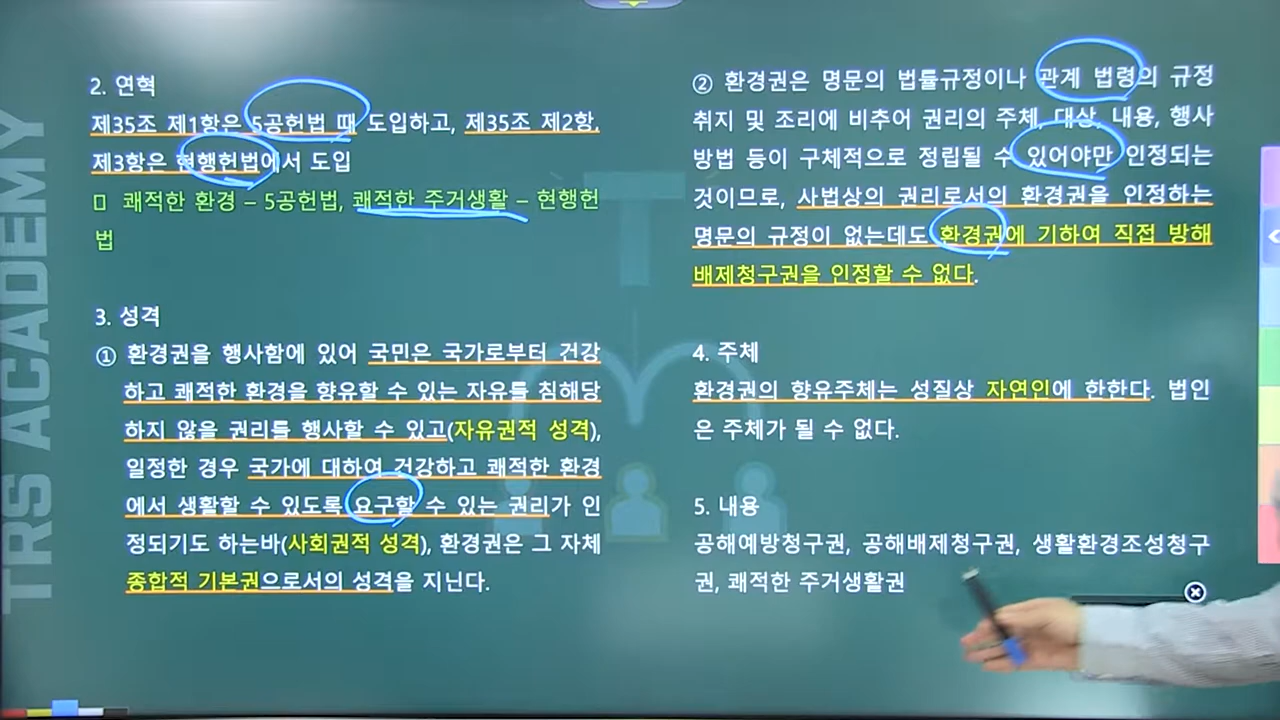 TRS ACADEMY
2. 연혁
제35조 제1항은 5공헌법 때 도입하고, 제35조 제2항,
제3항은 현행헌법에서 도입
쾌적한 환경 – 5공헌법, 쾌적한 주거생활 – 현행헌
법
3. 성격
① 환경권을 행사함에 있어 국민은 국가로부터 건강
하고 쾌적한 환경을 향유할 수 있는 자유를 침해당
하지 않을 권리를 행사할 수 있고(자유권적 성격),
일정한 경우 국가에 대하여 건강하고 쾌적한 환경
에서 생활할 수 있도록 요구할 수 있는 권리가 인
정되기도 하는바(사회권적 성격), 환경권은 그 자체
종합적 기본권으로서의 성격을 지닌다.
② 환경권은 명문의 법률규정이나 관계 법령의 규정
취지 및 조리에 비추어 권리의 주체, 대상, 내용, 행사
방법 등이 구체적으로 정립될 수 있어야만 인정되는
것이므로, 사법상의 권리로서의 환경권을 인정하는
명문의 규정이 없는데도 환경권에 기하여 직접 방해
배제청구권을 인정할 수 없다.
4. 주체
환경권의 향유주체는 성질상 자연인에 한한다. 법인
은 주체가 될 수 없다.
5. 내용
공해예방청구권, 공해배제청구권, 생활환경조성청구
권, 쾌적한 주거생활권